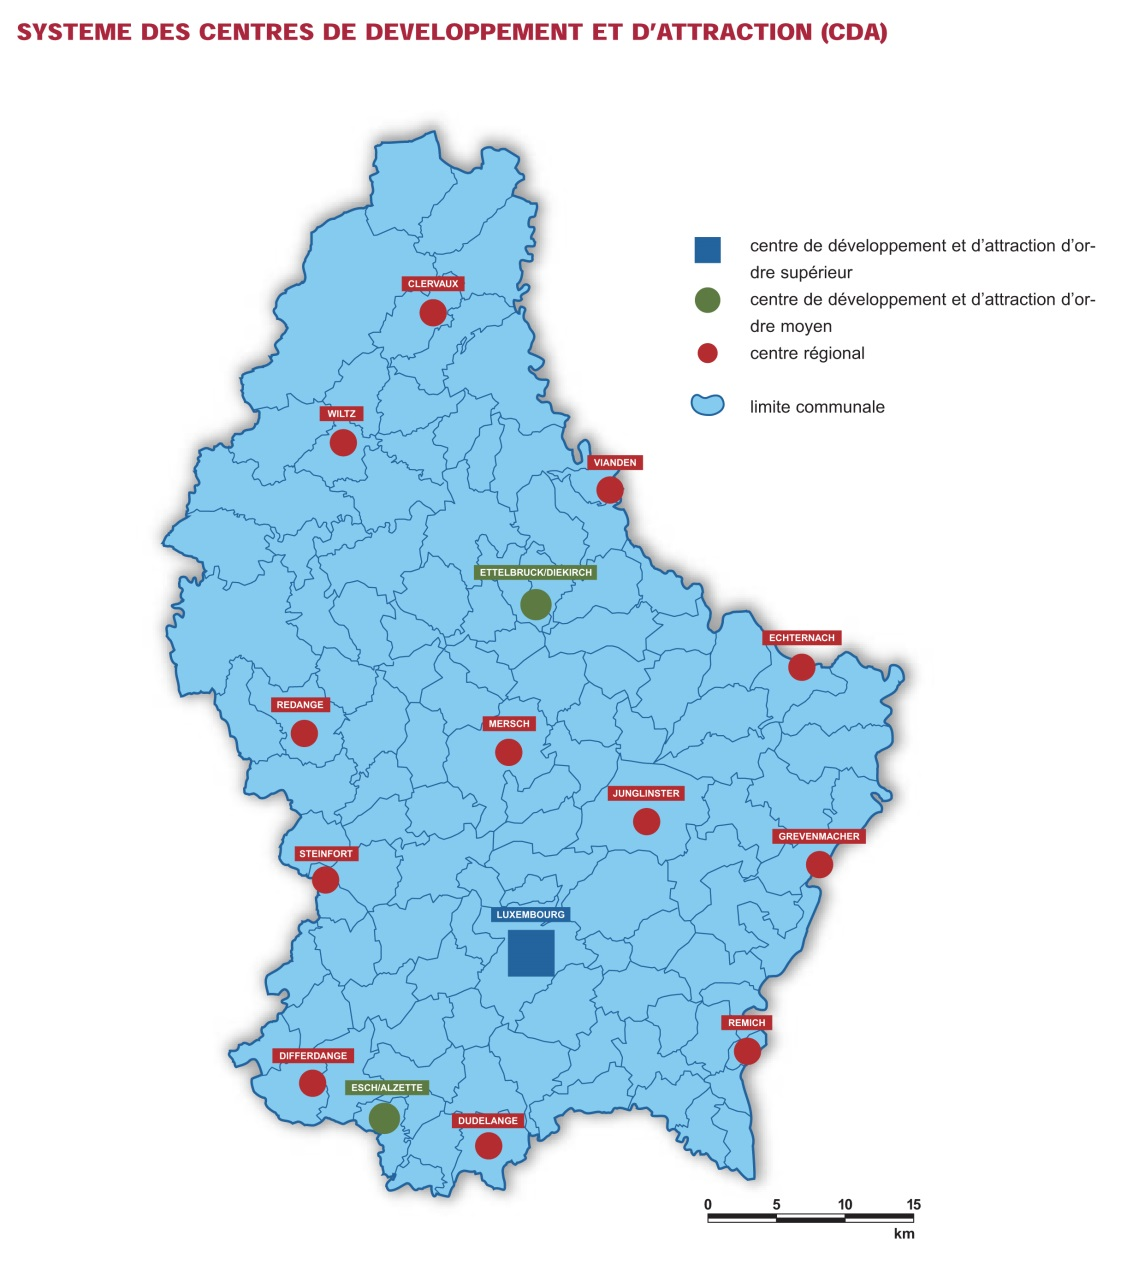 SYSTEME DES CENTRES DE DEVELOPPEMENT ET D'ATTRACTION (CDA)
centre de développement et d'attraction d'or-
dre supérieur
centre de développement et d'attraction d'or-
dre moyen
centre régional
limite communale
CLERVAUX
WILTZ
VIANDEN
ETTELBRUCK/DIEKIRCH
ECHTERNACH
REDANGE
MERSCH
JUNGLINSTER
GREVENMACHER
STEINFORT
LUXEMBOURG
REMICH
DIFFERDANGE
ESCH/ALZETTE
DUDELANGE
0 5 10 15
km